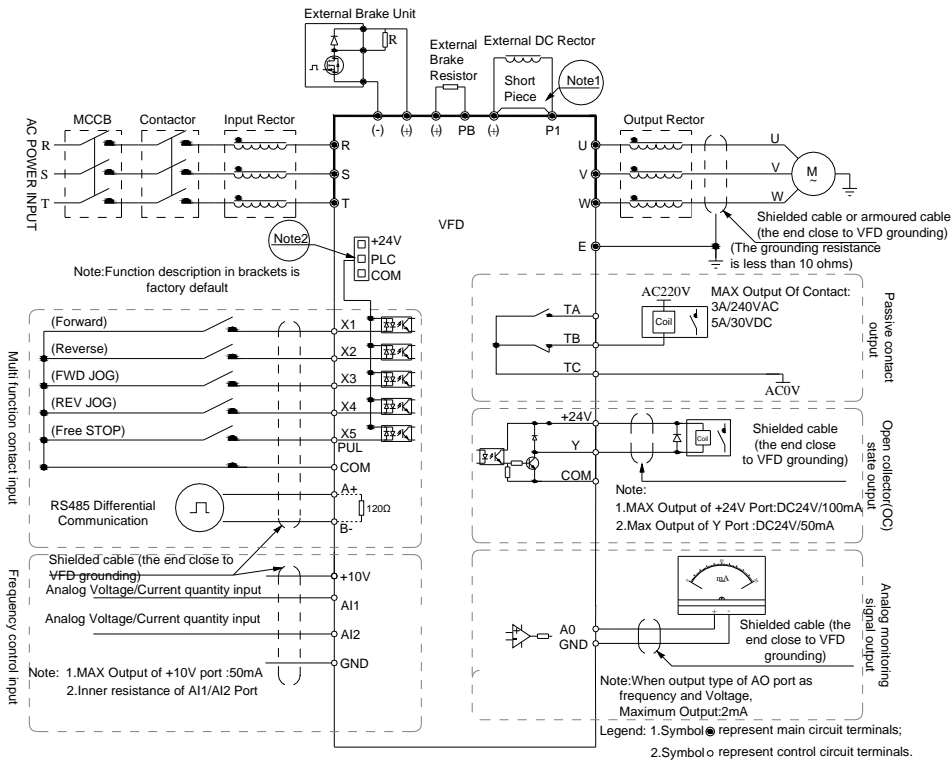 External Brake Unit
R
External
Brake
Resistor
External DC Rector
Short
Piece
Note1
(-)
(+)
(+)
PB
(+)
P1
AC POWER INPUT
MCCB
Contactor
Input Rector
R
S
T
R
S
T
VFD
U
V
W
E
Output Rector
U
V
W
M
~
Shielded cable or armoured cable
(the end close to VFD grounding)
(The grounding resistance
is less than 10 ohms)
Note2
+24V
PLC
COM
Note:Function description in brackets is
factory default
Multi function contact input
(Forward)
X1
(Reverse)
X2
(FWD JOG)
X3
(REV JOG)
X4
(Free STOP)
X5
PUL
COM
RS485 Differential
Communication
A+
120Ω
B-
Shielded cable (the end close to
VFD grounding)
Frequency control input
+10V
Analog Voltage/Current quantity input
AI1
Analog Voltage/Current quantity input
AI2
GND
Note: 1.MAX Output of +10V port :50mA
2.Inner resistance of AI1/AI2 Port
Passive contact
output
TA
TB
TC
AC220V
Coil
MAX Output Of Contact:
3A/240VAC
5A/30VDC
AC0V
Open collector(OC)
state output
+24V
Y
COM
Coil
Shielded cable
(the end close
to VFD grounding)
Note:
1.MAX Output of +24V Port:DC24V/100mA
2.Max Output of Y Port :DC24V/50mA
Analog monitoring
signal output
mA
- +
A0
GND
Shielded cable (the
end close to VFD
grounding)
Note:When output type of AO port as
frequency and Voltage,
Maximum Output:2mA
Legend: 1.Symbol represent main circuit terminals;
2.Symbol represent control circuit terminals.